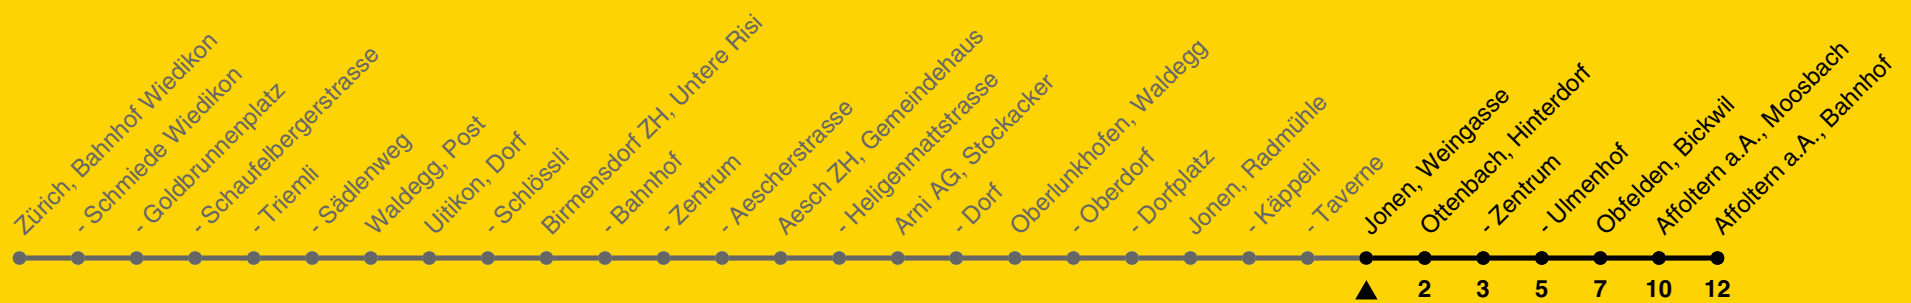 Zürich, Bahnhof Wiedikon
- Schmiede Wiedikon
- Goldbrunnenplatz
- Schaufelbergerstrasse
- Triemli
- Sädlenweg
Waldegg, Post
Uitikon, Dorf
- Schlössli
Birmensdorf ZH, Untere Risi
- Bahnhof
- Zentrum
- Aescherstrasse
Aesch ZH, Gemeindehaus
- Heligenmattstrasse
Arni AG, Stockacker
- Dorf
Oberlunkhofen, Waldegg
- Oberdorf
- Dorfplatz
Jonen, Radmühle
- Käppeli
- Taverne
Jonen, Weingasse
Ottenbach, Hinterdorf
- Zentrum
- Ulmenhof
Obfelden, Bickwil
Affoltern a.A., Moosbach
Affoltern a.A., Bahnhof
2 3 5 7 10 12